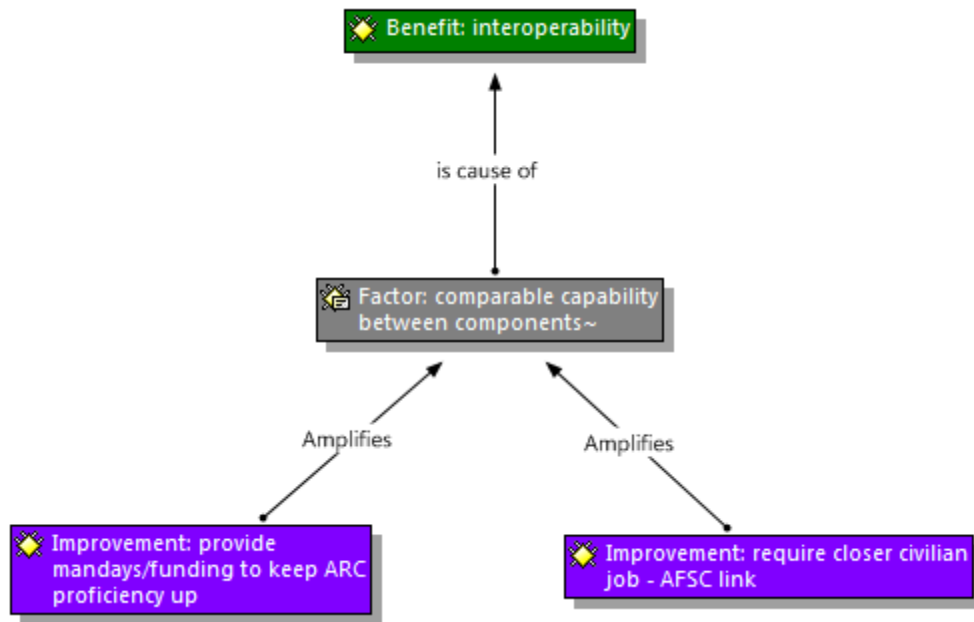 Benefit: interoperability
is cause of
Factor: comparable capability
between components~
Amplifies
Amplifies
Improvement: provide
mandays/funding to keep ARC
proficiency up
Improvement: require closer civilian
job - AFSC link